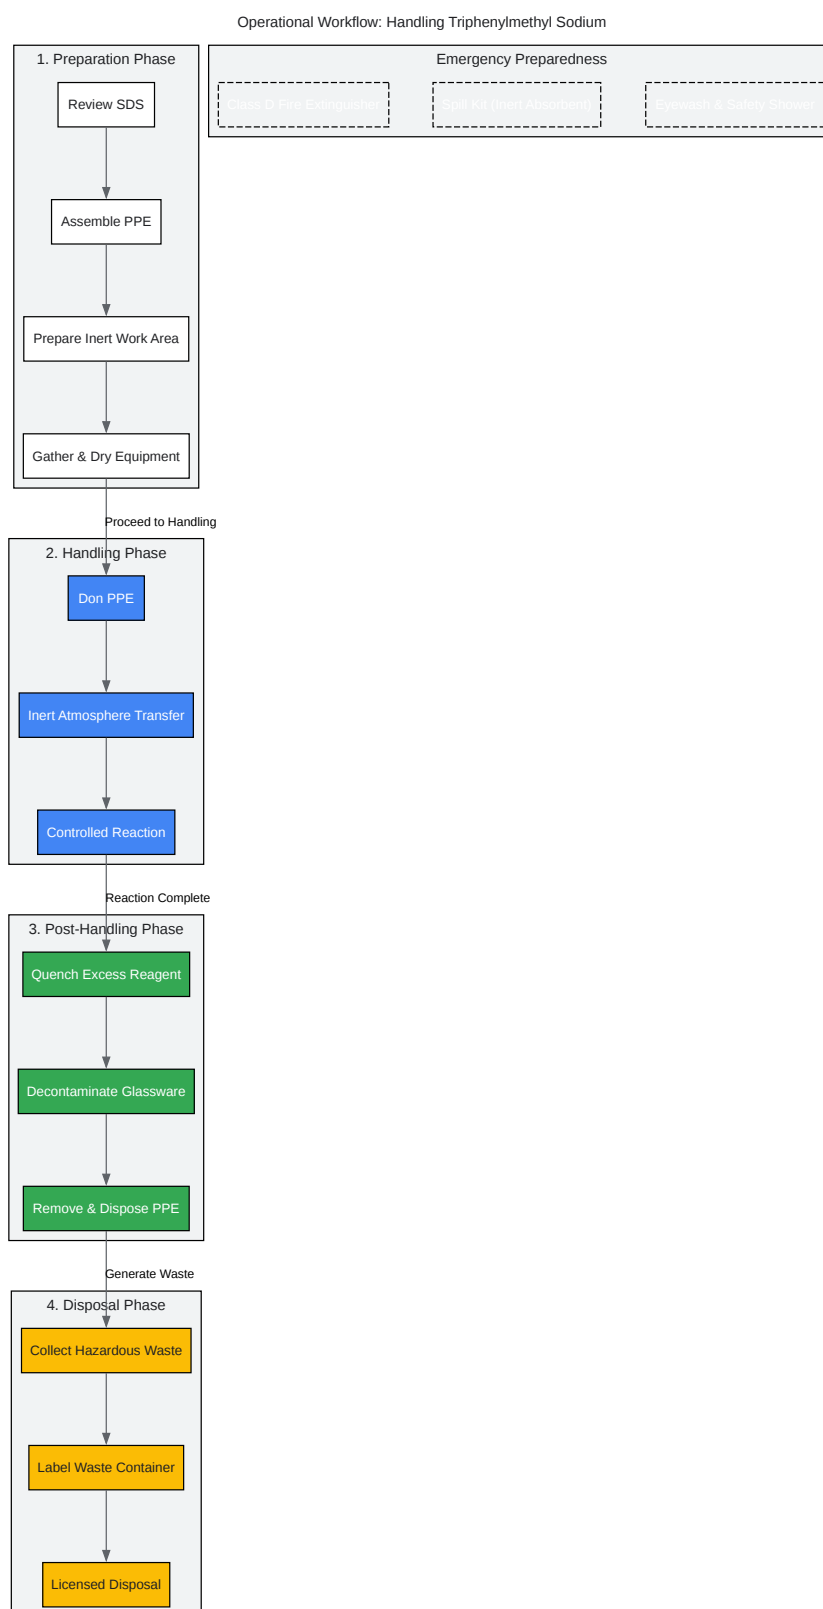 Operational Workflow: Handling Triphenylmethyl Sodium
1. Preparation Phase
Review SDS
Assemble PPE
Prepare Inert Work Area
Gather & Dry Equipment
Emergency Preparedness
Class D Fire Extinguisher
Spill Kit (Inert Absorbent)
Eyewash & Safety Shower
Proceed to Handling
2. Handling Phase
Don PPE
Inert Atmosphere Transfer
Controlled Reaction
Reaction Complete
3. Post-Handling Phase
Quench Excess Reagent
Decontaminate Glassware
Remove & Dispose PPE
Generate Waste
4. Disposal Phase
Collect Hazardous Waste
Label Waste Container
Licensed Disposal